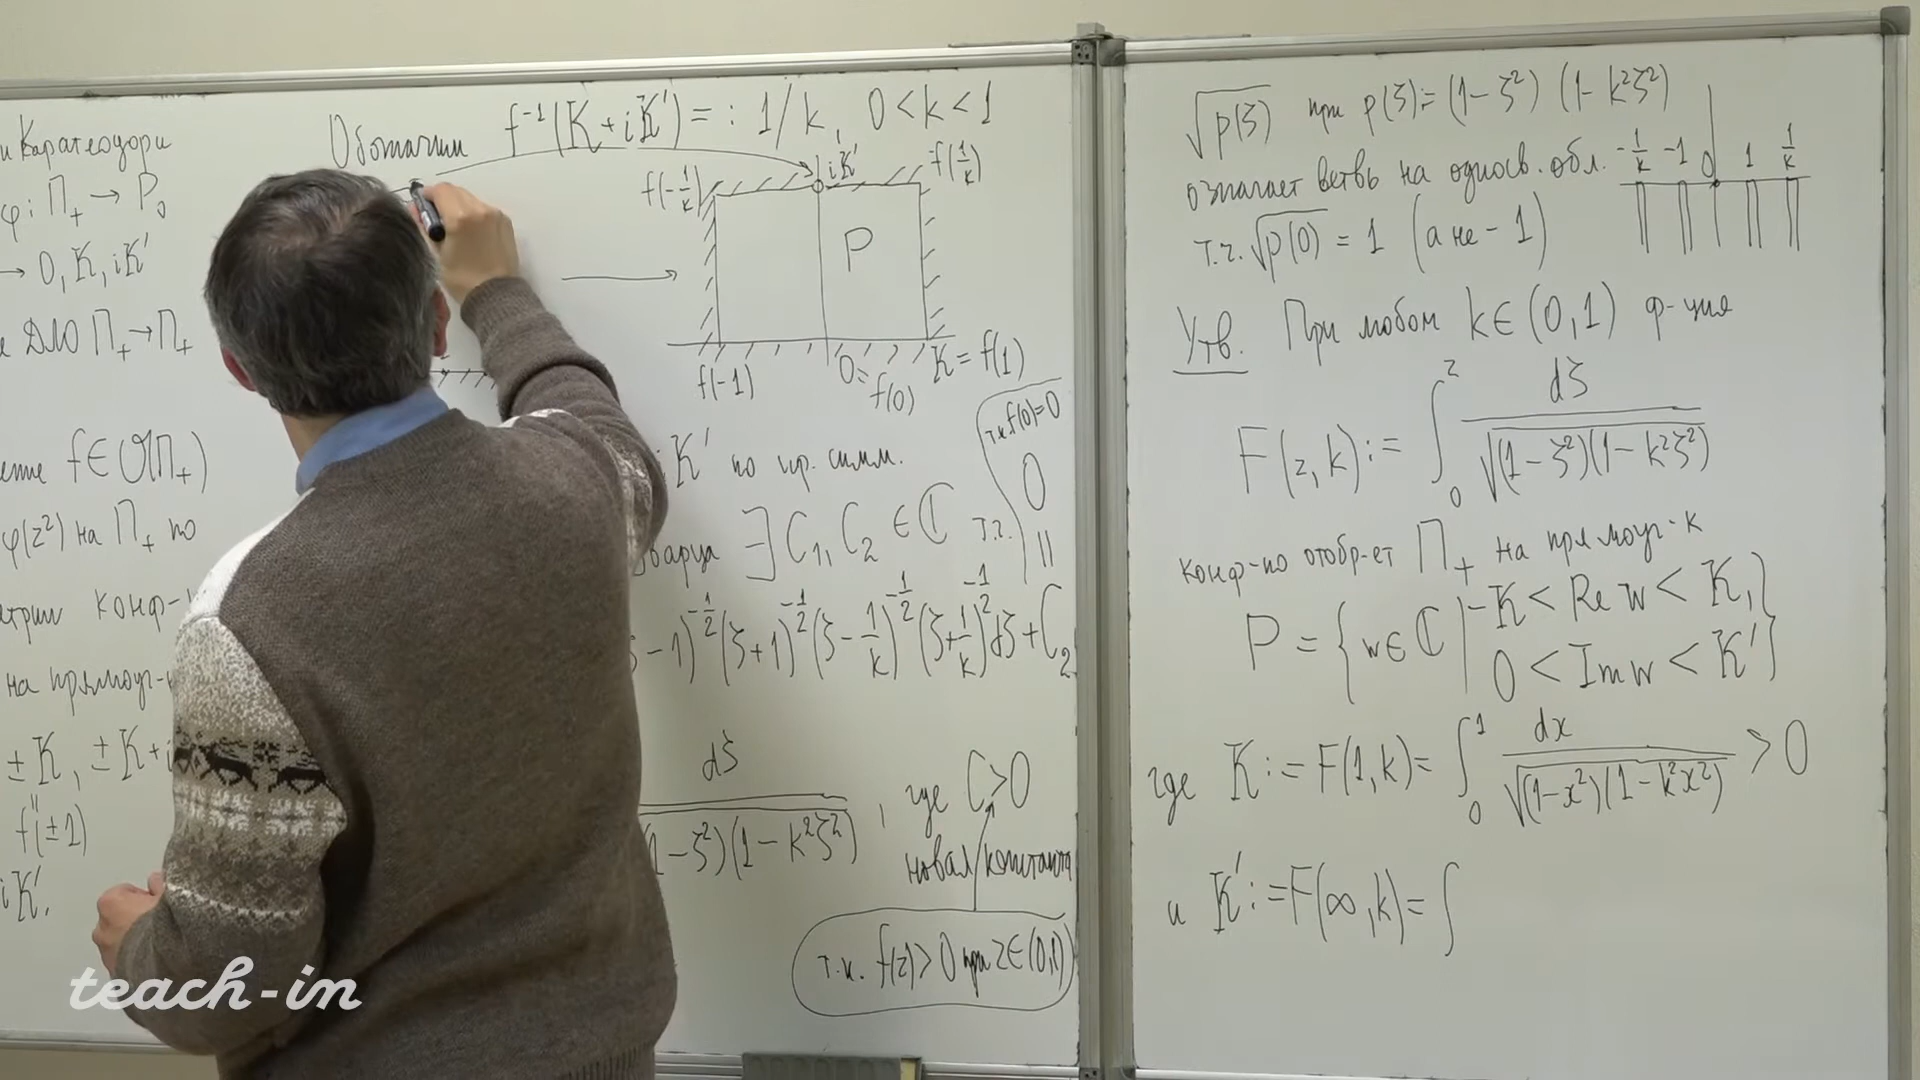 и Каратеодори
φ: П₊ → P₀
→ 0, K, iK'
ДЛО П₊ → П₊
f ∈ O(П₊)
φ(z²) на П₊ по
конф-
на прямоуг-
± K, ± K + i
f(±1)
iK'.
Обозначим f⁻¹(K + iK') =: 1/k, 0 < k < 1
f(-1/k) iK' f(1/k)
P
f(-1) 0 = f(0) K = f(1)
т.к. f(0)=0
K' по пр. симм.
варца ∃ C₁, C₂ ∈ ℂ т.ч. 0
||
- 1)^{-1/2} (ζ+1)^{-1/2} (ζ - 1/k)^{-1/2} (ζ + 1/k)^{-1/2} dζ + C₂
dζ
1-ζ²)(1-k²ζ²) , где C > 0
новая константа
т.к. f(z) > 0 при z ∈ (0,1)
√p(ζ) при p(ζ) := (1-ζ²)(1-k²ζ²)
означает ветвь на односв. обл. -1/k -1 0 1 1/k
т.ч. √p(0) = 1 (а не -1)
Утв. При любом k ∈ (0,1) ф-ция
F(z,k) := ∫₀^z dζ / √(1-ζ²)(1-k²ζ²)
конф-но отобр-ет П₊ на прямоуг-к
P = {w ∈ ℂ | -K < Re w < K, 0 < Im w < K'}
где K := F(1,k) = ∫₀¹ dx / √(1-x²)(1-k²x²) > 0
и K' := F(∞,k) = ∫
teach-in